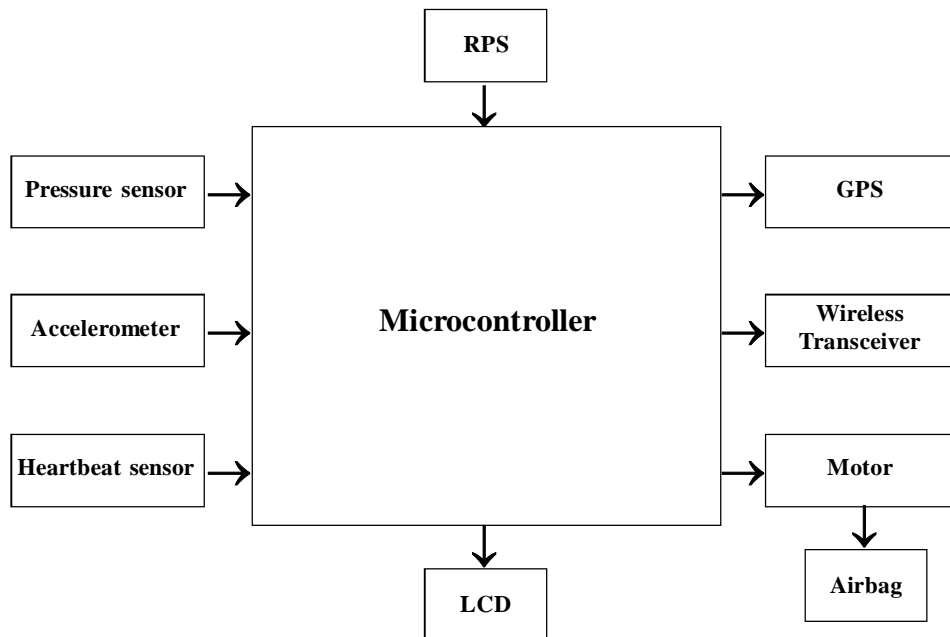 RPS
Pressure sensor
GPS
Accelerometer
Microcontroller
Wireless
Transceiver
Heartbeat sensor
Motor
LCD
Airbag